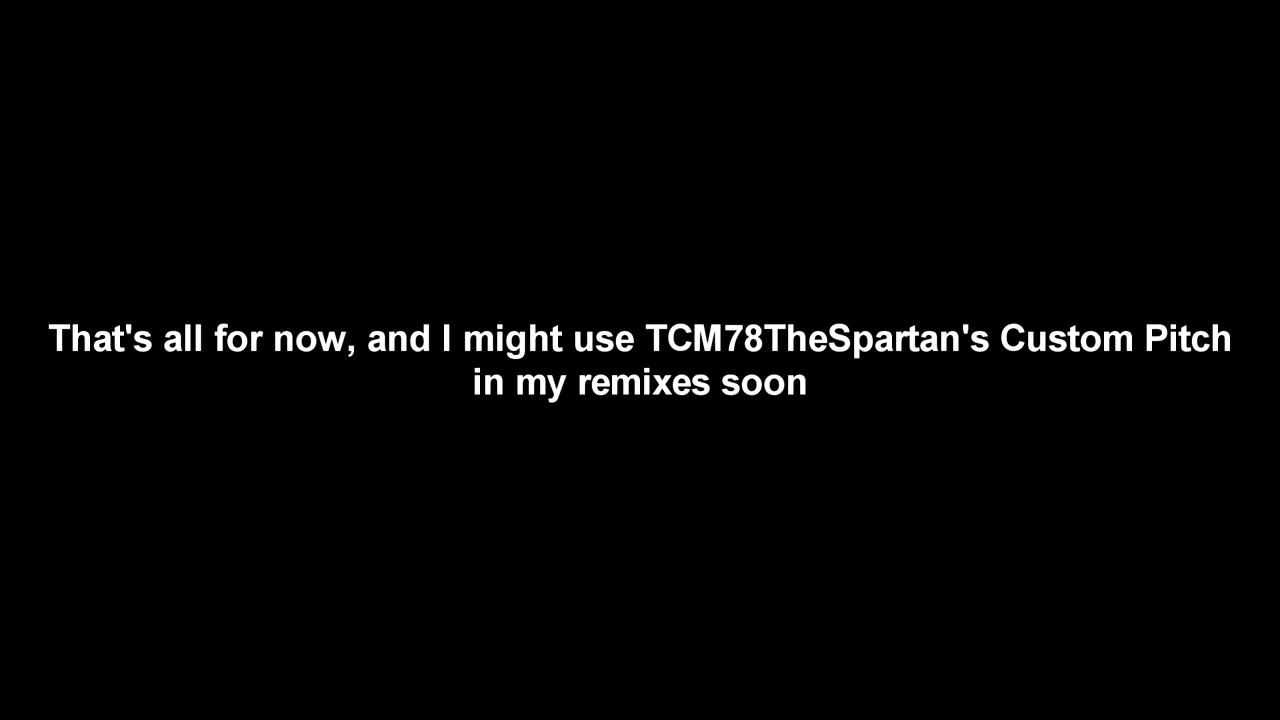 That's all for now, and I might use TCM78TheSpartan's Custom Pitch
in my remixes soon